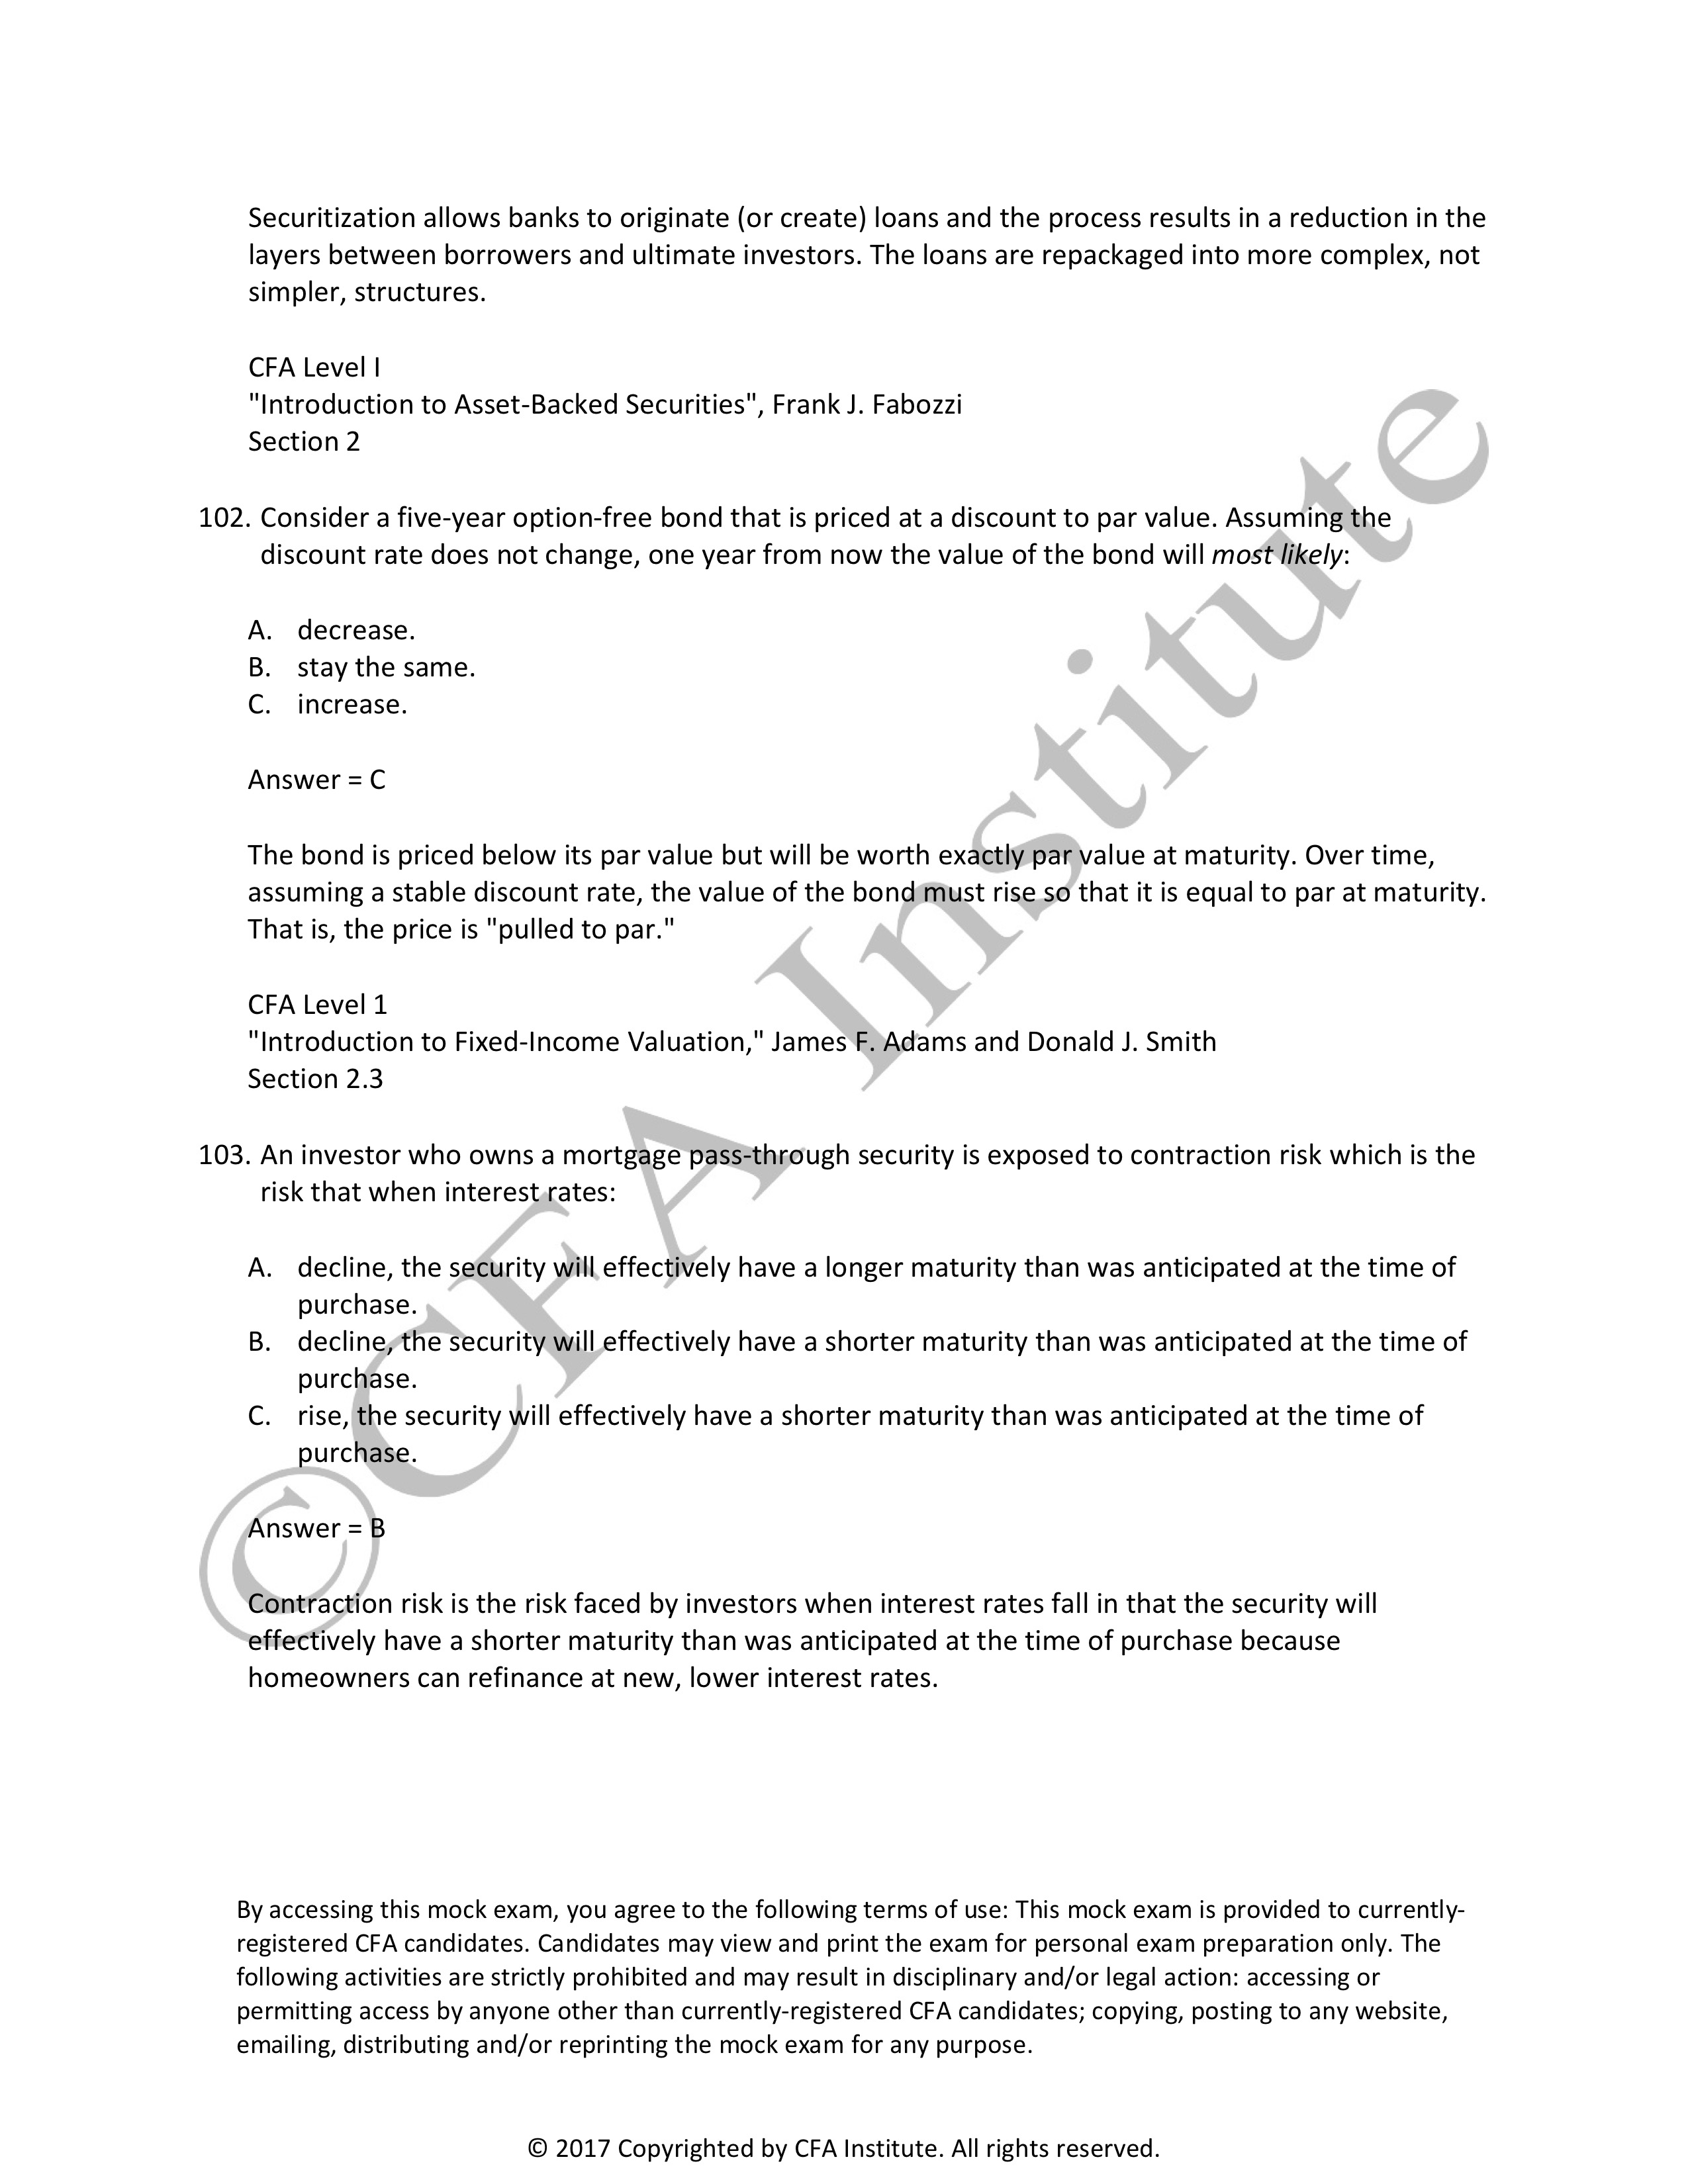 Securitization allows banks to originate (or create) loans and the process results in a reduction in the
layers between borrowers and ultimate investors. The loans are repackaged into more complex, not
simpler, structures.
CFA Level I
"Introduction to Asset-Backed Securities", Frank J. Fabozzi
Section 2
102. Consider a five-year option-free bond that is priced at a discount to par value. Assuming the
discount rate does not change, one year from now the value of the bond will most likely:
A. decrease.
B. stay the same.
C. increase.
Answer = C
The bond is priced below its par value but will be worth exactly par value at maturity. Over time,
assuming a stable discount rate, the value of the bond must rise so that it is equal to par at maturity.
That is, the price is "pulled to par."
CFA Level 1
"Introduction to Fixed-Income Valuation," James F. Adams and Donald J. Smith
Section 2.3
103. An investor who owns a mortgage pass-through security is exposed to contraction risk which is the
risk that when interest rates:
A. decline, the security will effectively have a longer maturity than was anticipated at the time of
purchase.
B. decline, the security will effectively have a shorter maturity than was anticipated at the time of
purchase.
C. rise, the security will effectively have a shorter maturity than was anticipated at the time of
purchase.
Answer = B
Contraction risk is the risk faced by investors when interest rates fall in that the security will
effectively have a shorter maturity than was anticipated at the time of purchase because
homeowners can refinance at new, lower interest rates.
By accessing this mock exam, you agree to the following terms of use: This mock exam is provided to currently-
registered CFA candidates. Candidates may view and print the exam for personal exam preparation only. The
following activities are strictly prohibited and may result in disciplinary and/or legal action: accessing or
permitting access by anyone other than currently-registered CFA candidates; copying, posting to any website,
emailing, distributing and/or reprinting the mock exam for any purpose.
© 2017 Copyrighted by CFA Institute. All rights reserved.
©CFA Institute